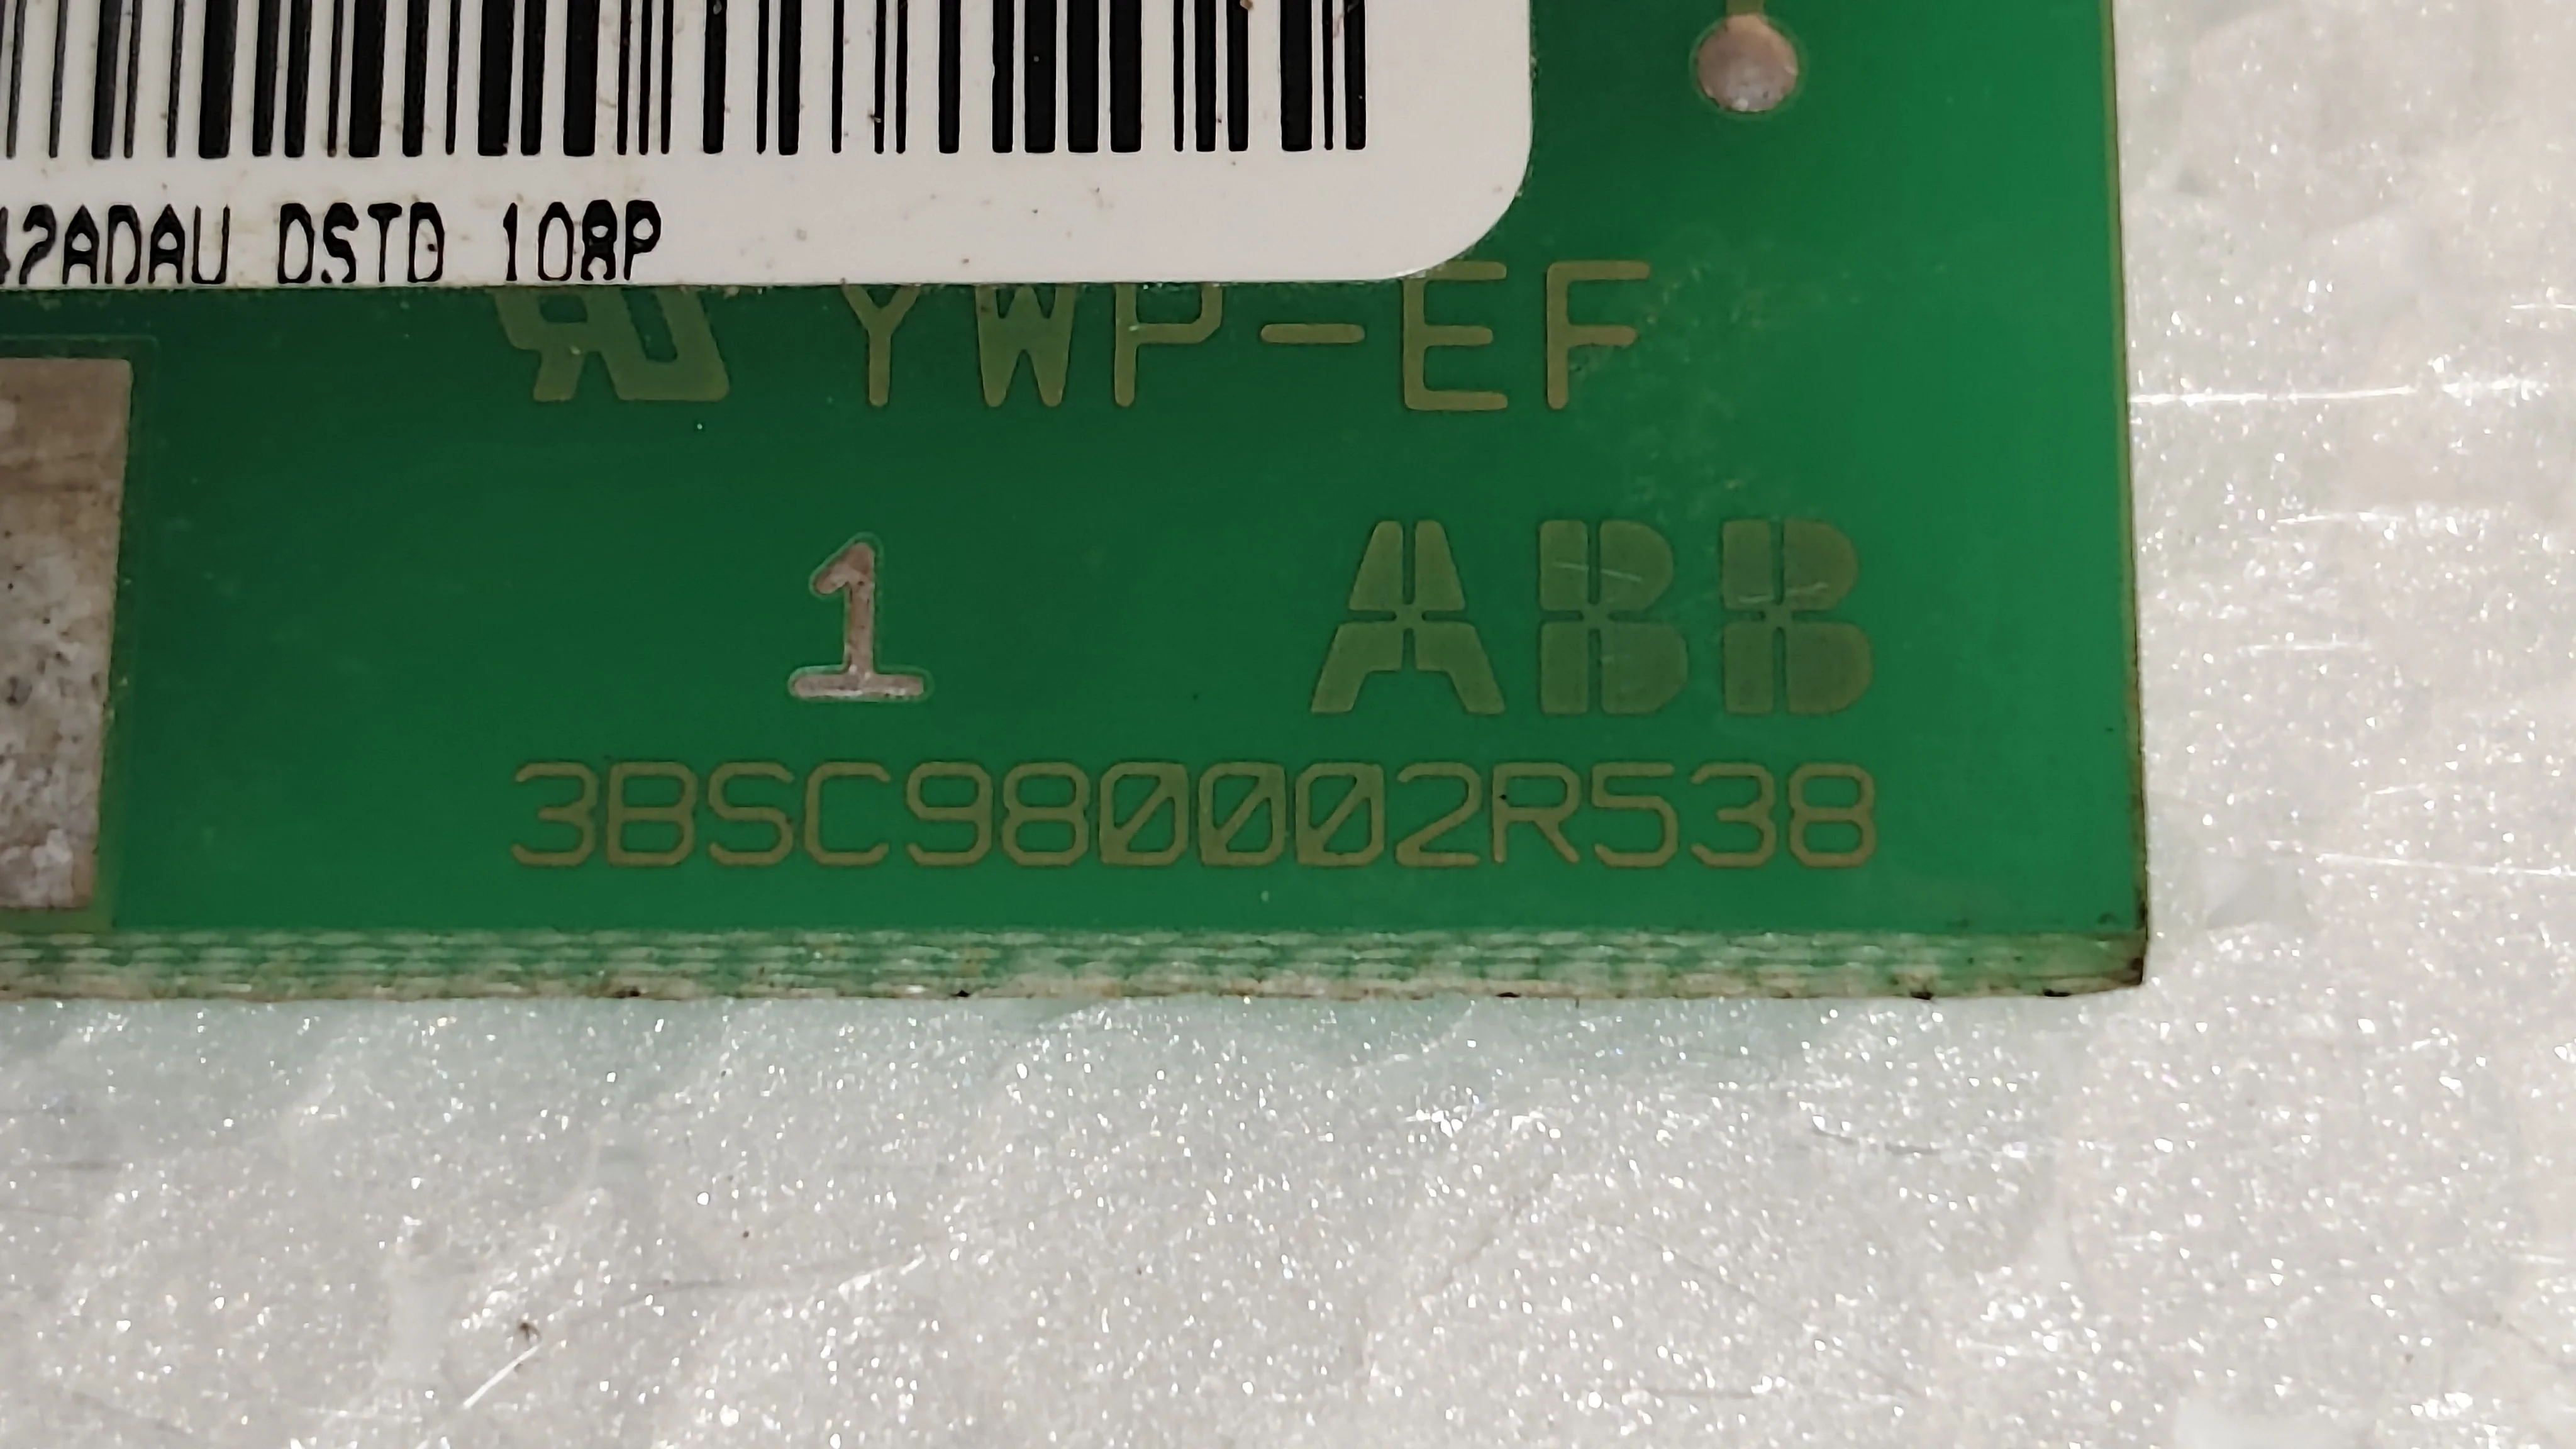 42ADAU DSTD 108P
YWP-EF
1 ABB
3BSC980002R538